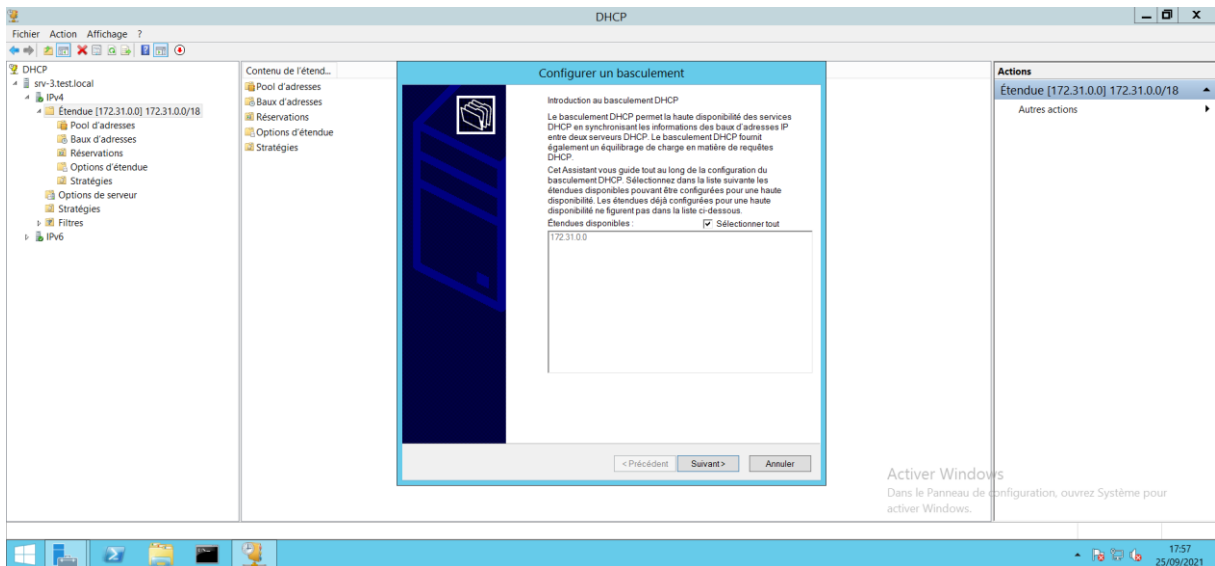 DHCP
Fichier Action Affichage ?
DHCP
srv-3.test.local
IPv4
Étendue [172.31.0.0] 172.31.0.0/18
Pool d'adresses
Baux d'adresses
Réservations
Options d'étendue
Stratégies
Options de serveur
Stratégies
Filtres
IPv6
Contenu de l'étend...
Pool d'adresses
Baux d'adresses
Réservations
Options d'étendue
Stratégies
Configurer un basculement
Introduction au basculement DHCP
Le basculement DHCP permet la haute disponibilité des services
DHCP en synchronisant les informations des baux d'adresses IP
entre deux serveurs DHCP. Le basculement DHCP fournit
également un équilibrage de charge en matière de requêtes
DHCP.
Cet Assistant vous guide tout au long de la configuration du
basculement DHCP. Sélectionnez dans la liste suivante les
étendues disponibles pouvant être configurées pour une haute
disponibilité. Les étendues déjà configurées pour une haute
disponibilité ne figurent pas dans la liste ci-dessous.
Étendues disponibles : Sélectionner tout
172.31.0.0
< Précédent Suivant > Annuler
Actions
Étendue [172.31.0.0] 172.31.0.0/18
Autres actions
Activer Windows
Dans le Panneau de configuration, ouvrez Système pour
activer Windows.
17:57
25/09/2021